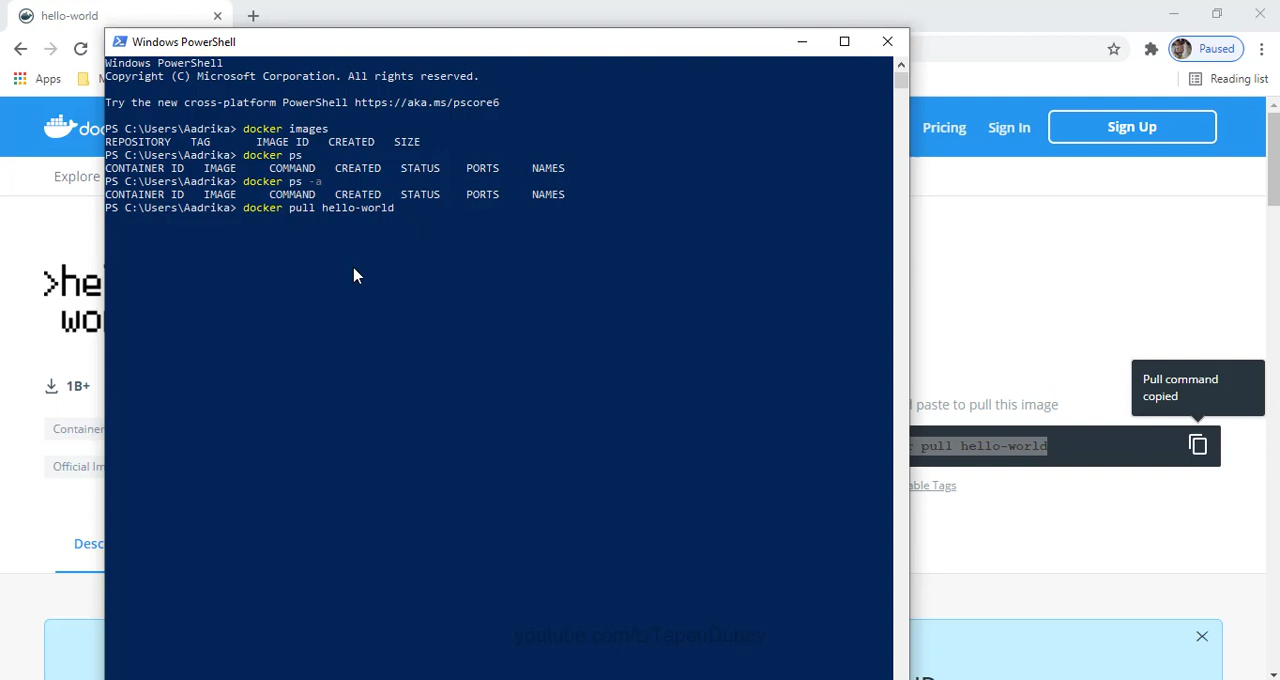 hello-world
Windows PowerShell
Paused
Apps
Reading list
Windows PowerShell
Copyright (C) Microsoft Corporation. All rights reserved.
Try the new cross-platform PowerShell https://aka.ms/pscore6
PS C:\Users\Aadrika> docker images
REPOSITORY TAG IMAGE ID CREATED SIZE
PS C:\Users\Aadrika> docker ps
CONTAINER ID IMAGE COMMAND CREATED STATUS PORTS NAMES
PS C:\Users\Aadrika> docker ps -a
CONTAINER ID IMAGE COMMAND CREATED STATUS PORTS NAMES
PS C:\Users\Aadrika> docker pull hello-world
Pricing Sign In Sign Up
Explore
>he
wo
1B+
Pull command
copied
paste to pull this image
Container
r pull hello-world
Official Im
able Tags
Desc